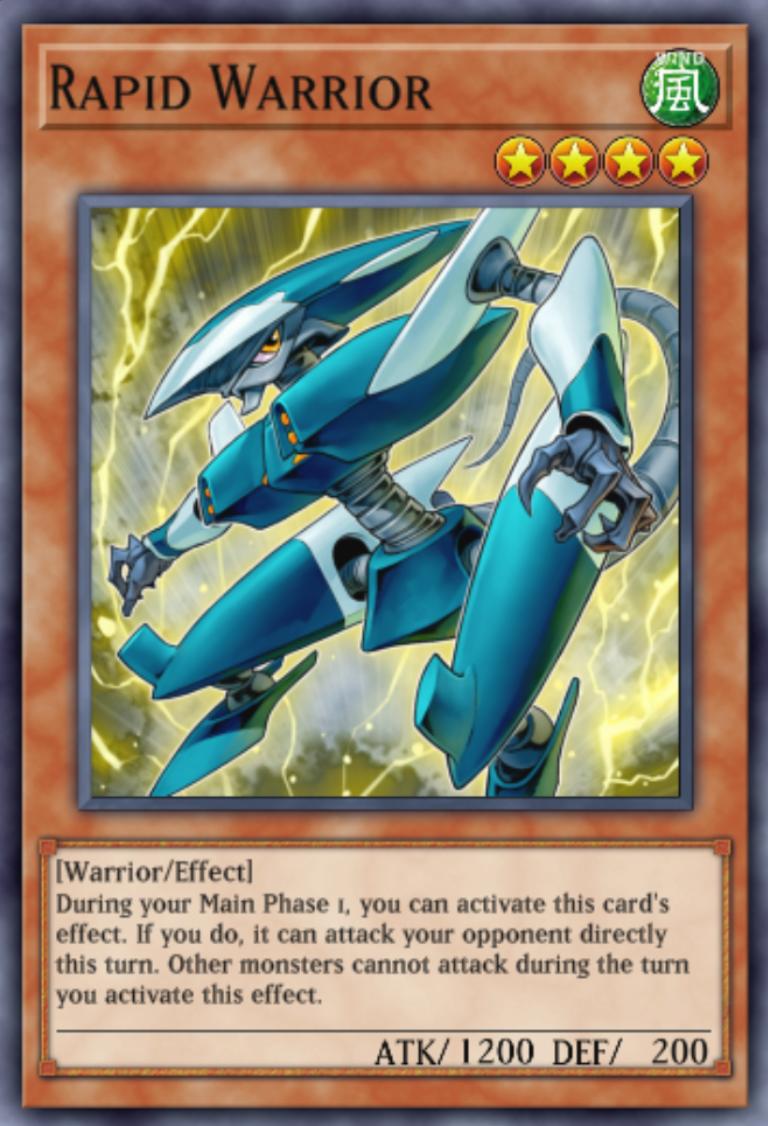 Rapid Warrior
WIND
風
[Warrior/Effect]
During your Main Phase 1, you can activate this card's
effect. If you do, it can attack your opponent directly
this turn. Other monsters cannot attack during the turn
you activate this effect.
ATK/ 1200 DEF/ 200